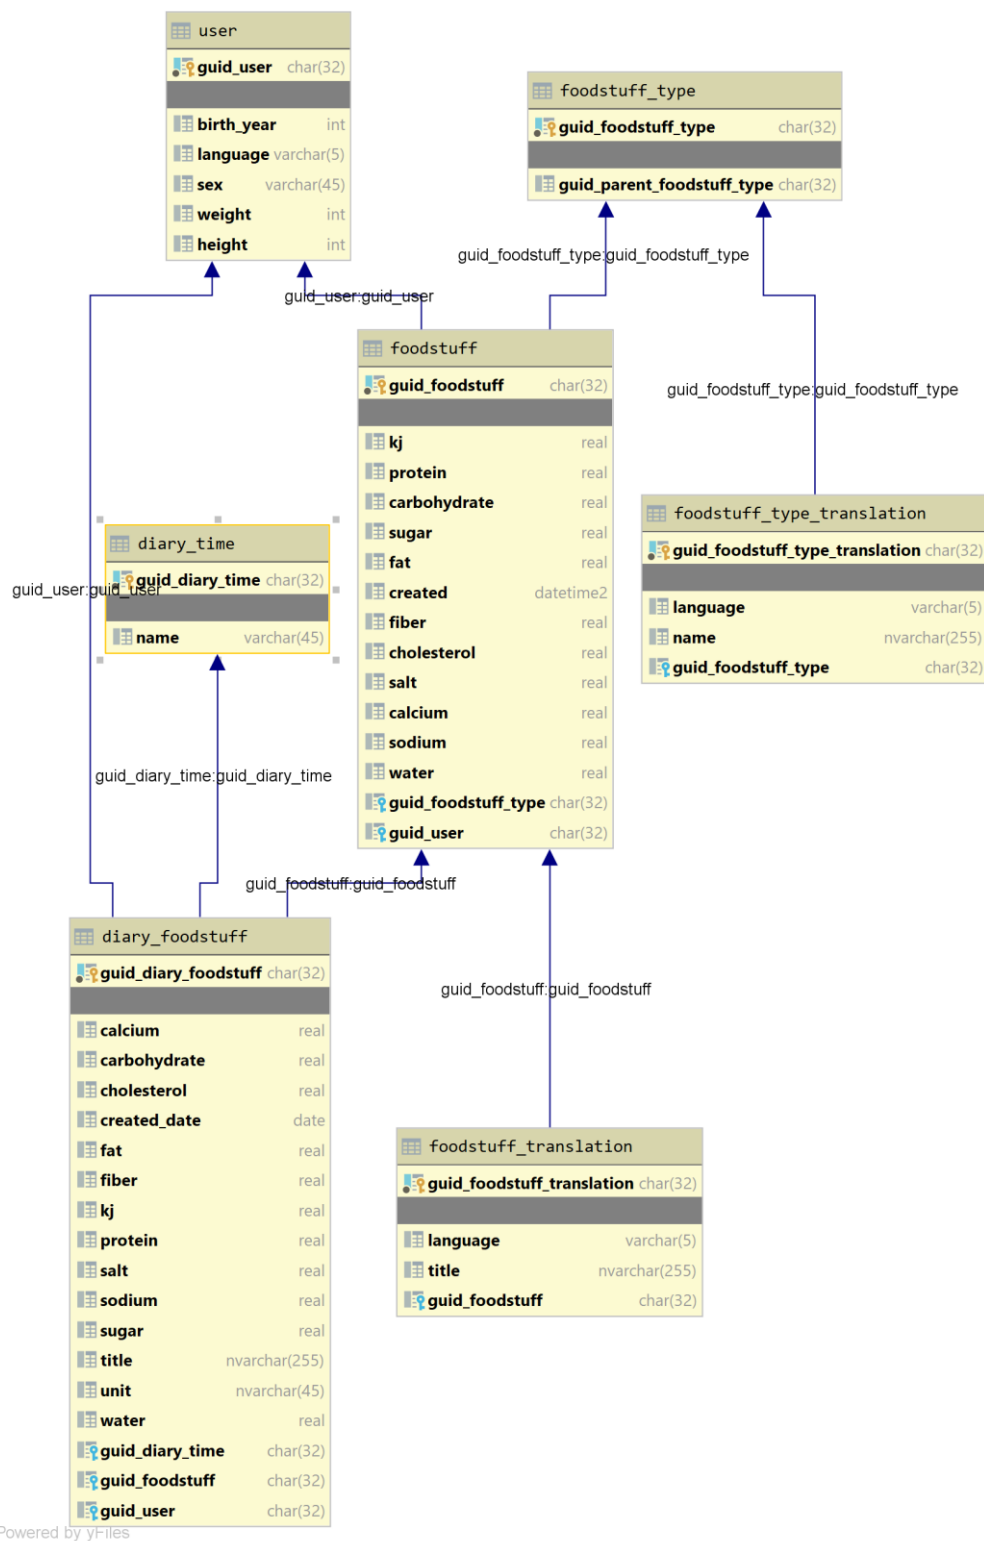 user
guid_user char(32)
birth_year int
language varchar(5)
sex varchar(45)
weight int
height int
foodstuff_type
guid_foodstuff_type char(32)
guid_parent_foodstuff_type char(32)
guid_foodstuff_type:guid_foodstuff_type
guid_user:guid_user
foodstuff
guid_foodstuff char(32)
kj real
protein real
carbohydrate real
sugar real
fat real
created datetime2
fiber real
cholesterol real
salt real
calcium real
sodium real
water real
guid_foodstuff_type char(32)
guid_user char(32)
guid_foodstuff_type:guid_foodstuff_type
foodstuff_type_translation
guid_foodstuff_type_translation char(32)
language varchar(5)
name nvarchar(255)
guid_foodstuff_type char(32)
diary_time
guid_diary_time char(32)
name varchar(45)
guid_user:guid_user
guid_diary_time:guid_diary_time
guid_foodstuff:guid_foodstuff
diary_foodstuff
guid_diary_foodstuff char(32)
calcium real
carbohydrate real
cholesterol real
created_date date
fat real
fiber real
kj real
protein real
salt real
sodium real
sugar real
title nvarchar(255)
unit nvarchar(45)
water real
guid_diary_time char(32)
guid_foodstuff char(32)
guid_user char(32)
guid_foodstuff:guid_foodstuff
foodstuff_translation
guid_foodstuff_translation char(32)
language varchar(5)
title nvarchar(255)
guid_foodstuff char(32)
Powered by yFiles